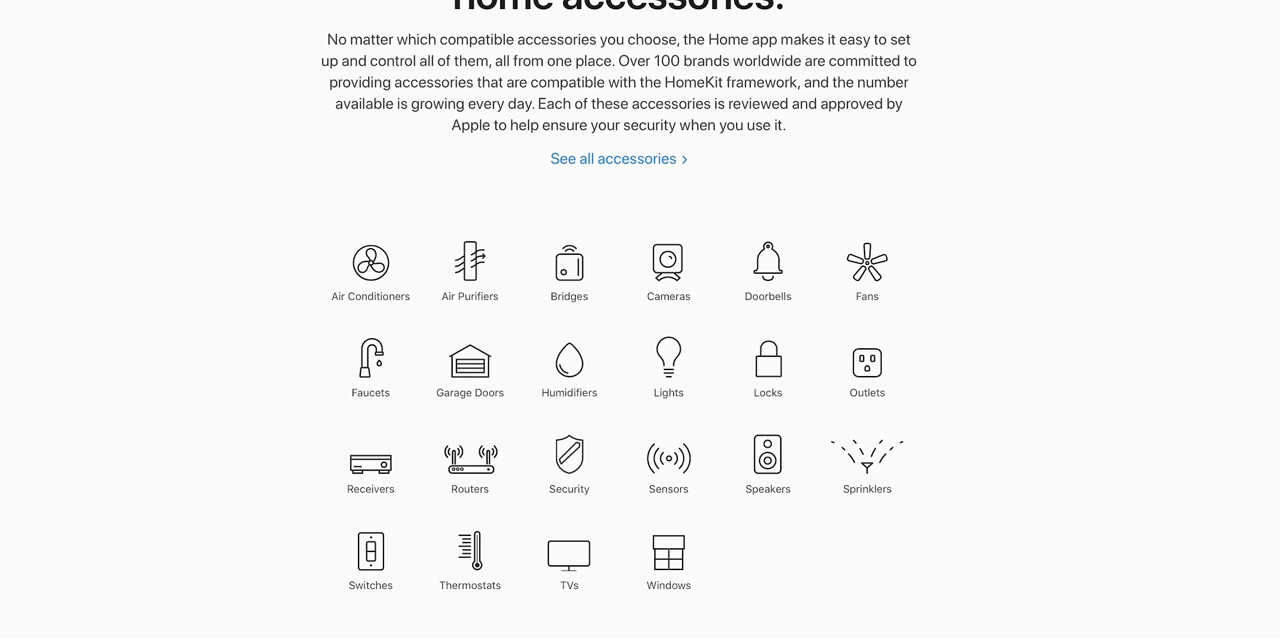 home accessories.
No matter which compatible accessories you choose, the Home app makes it easy to set
up and control all of them, all from one place. Over 100 brands worldwide are committed to
providing accessories that are compatible with the HomeKit framework, and the number
available is growing every day. Each of these accessories is reviewed and approved by
Apple to help ensure your security when you use it.
See all accessories ›
Air Conditioners Air Purifiers Bridges Cameras Doorbells Fans
Faucets Garage Doors Humidifiers Lights Locks Outlets
Receivers Routers Security Sensors Speakers Sprinklers
Switches Thermostats TVs Windows